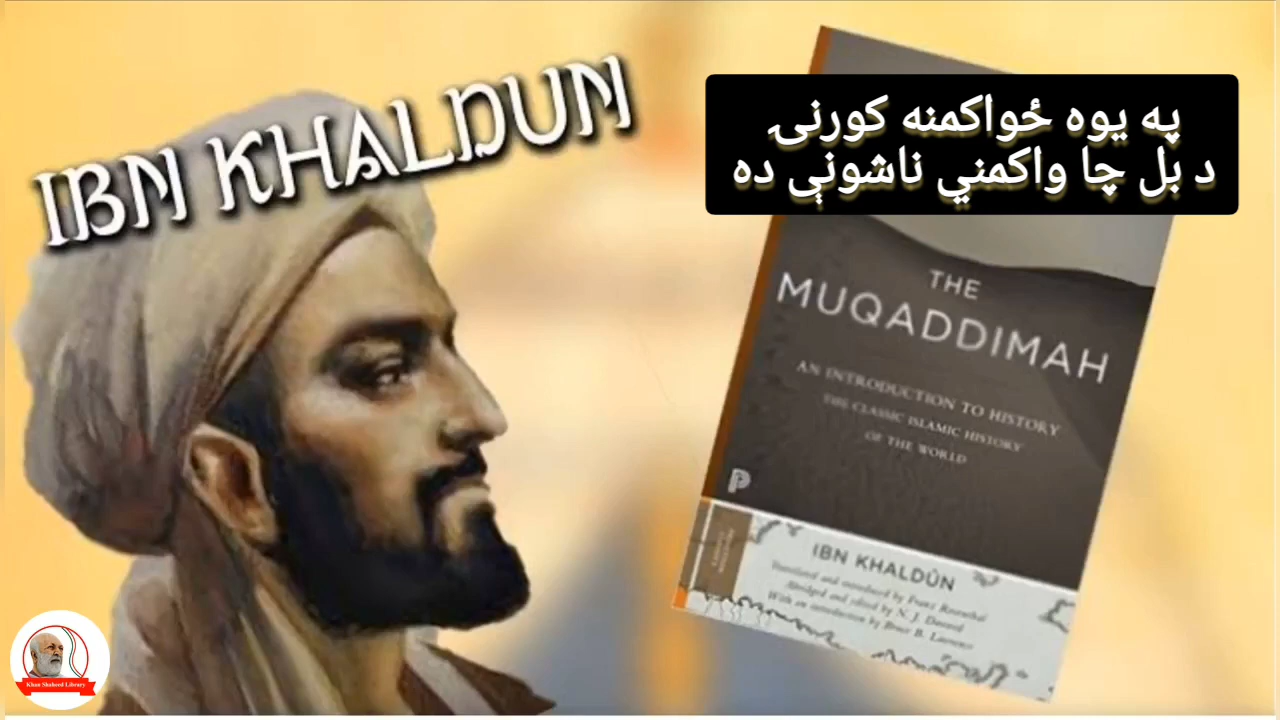 IBN KHALDUN
په يوه ځواکمنه کورنۍ
د بل چا واکمني ناشونې ده
THE
MUQADDIMAH
AN INTRODUCTION TO HISTORY
THE CLASSIC ISLAMIC HISTORY
OF THE WORLD
P
IBN KHALDÛN
Translated and introduced by Franz Rosenthal
Abridged and edited by N. J. Dawood
With an introduction by Bruce B. Lawrence
Khan Shaheed Library